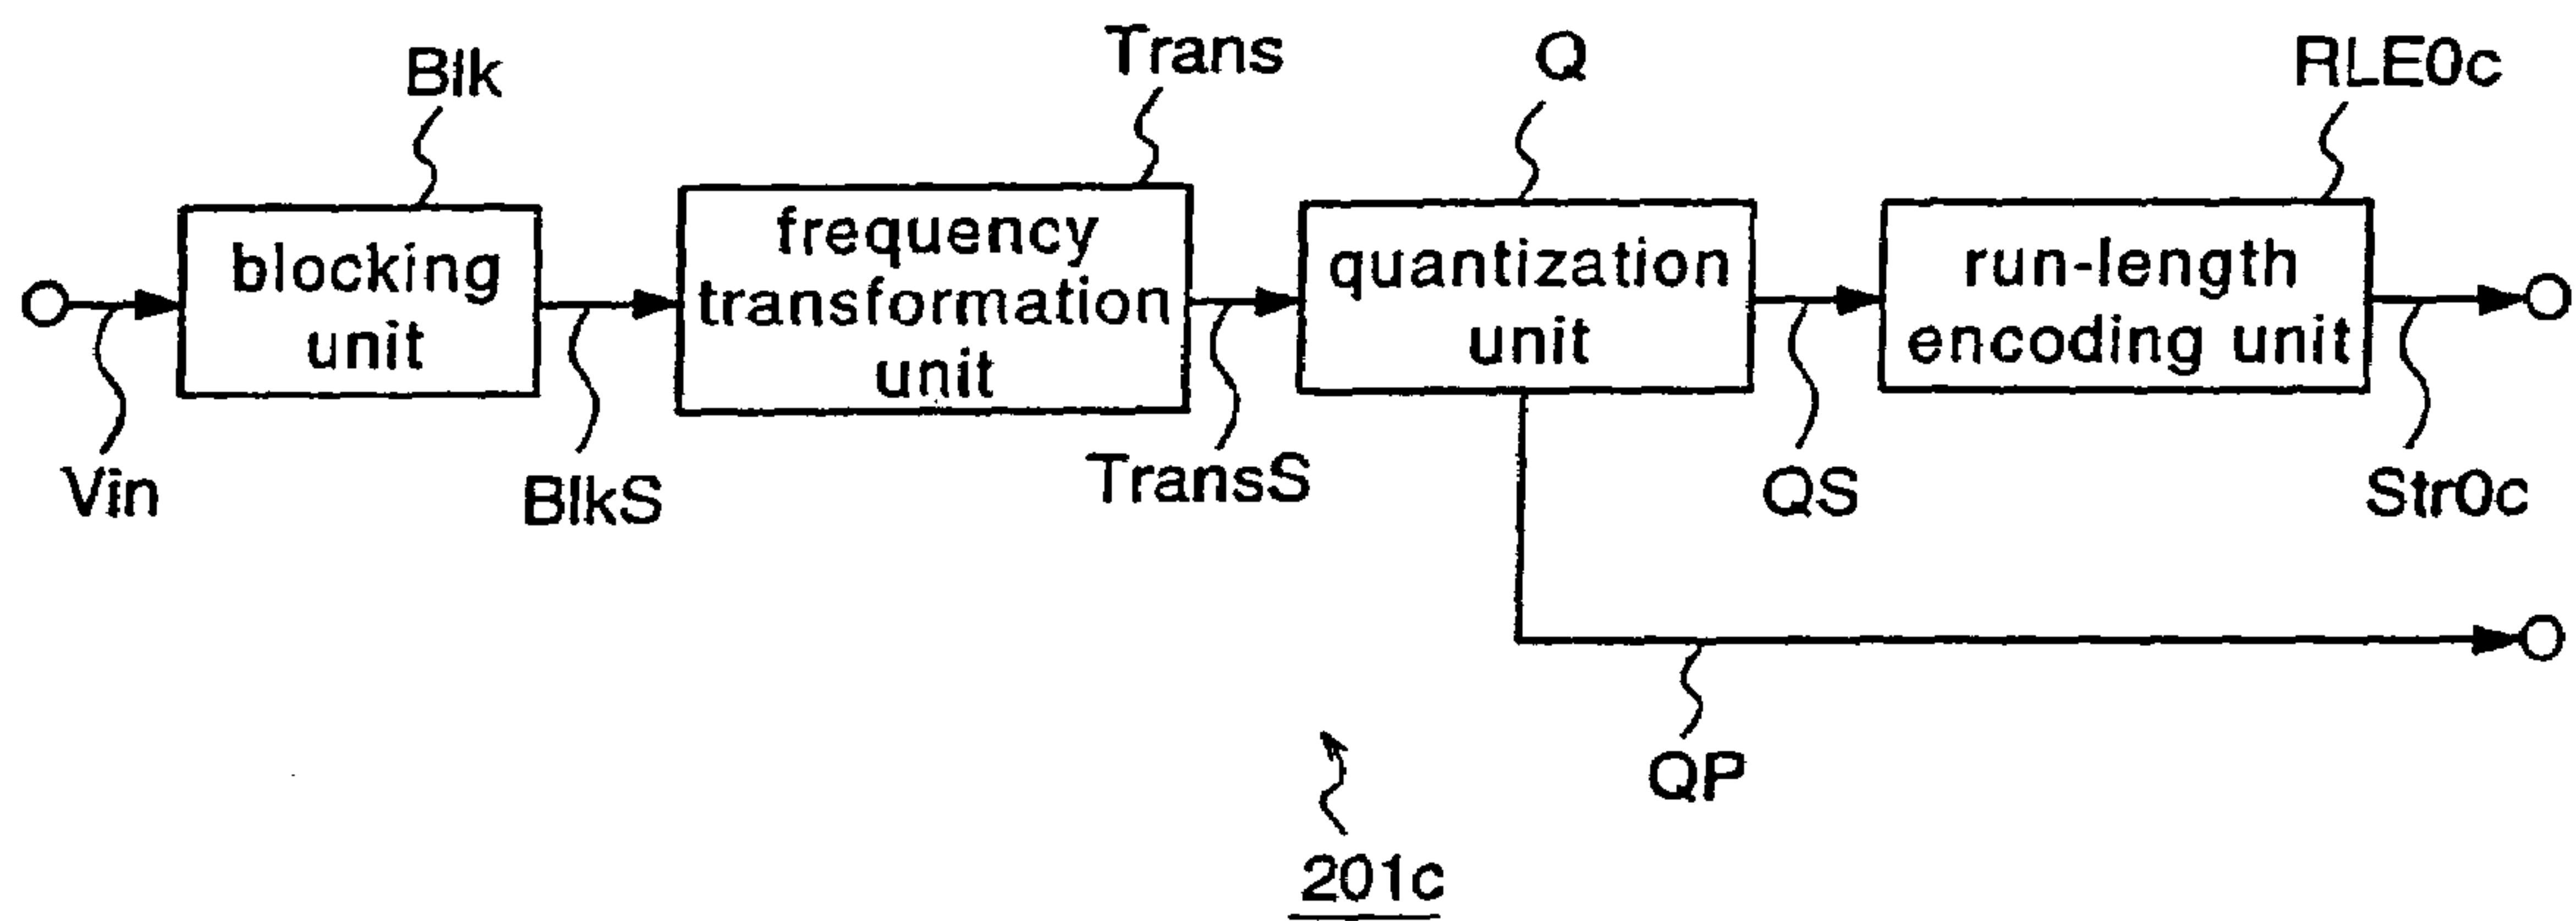 Blk
Trans
Q
RLE0c
blocking
unit
frequency
transformation
unit
quantization
unit
run-length
encoding unit
Vin
BlkS
TransS
QS
Str0c
QP
201c